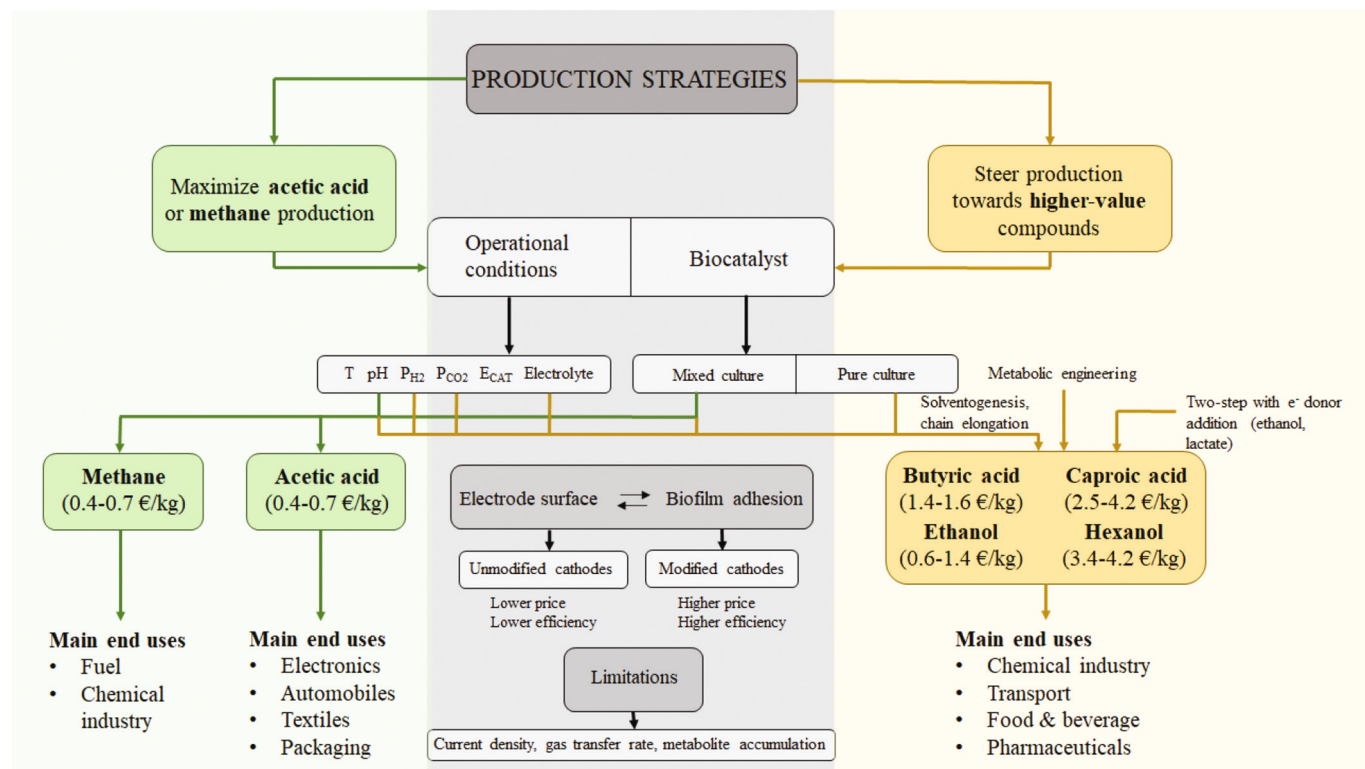 PRODUCTION STRATEGIES
Maximize acetic acid
or methane production
Steer production
towards higher-value
compounds
Operational
conditions
Biocatalyst
T pH P_H2 P_CO2 E_CAT Electrolyte
Mixed culture
Pure culture
Metabolic engineering
Solventogenesis,
chain elongation
Two-step with e⁻ donor
addition (ethanol,
lactate)
Methane
(0.4-0.7 €/kg)
Acetic acid
(0.4-0.7 €/kg)
Electrode surface
Biofilm adhesion
Butyric acid
(1.4-1.6 €/kg)
Caproic acid
(2.5-4.2 €/kg)
Ethanol
(0.6-1.4 €/kg)
Hexanol
(3.4-4.2 €/kg)
Unmodified cathodes
Modified cathodes
Lower price
Lower efficiency
Higher price
Higher efficiency
Main end uses
• Fuel
• Chemical
industry
Main end uses
• Electronics
• Automobiles
• Textiles
• Packaging
Limitations
Current density, gas transfer rate, metabolite accumulation
Main end uses
• Chemical industry
• Transport
• Food & beverage
• Pharmaceuticals